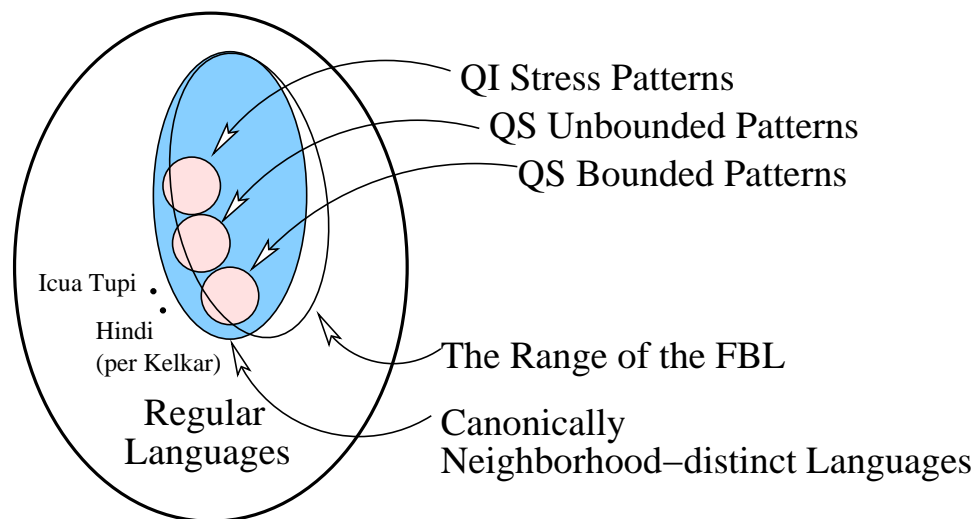 QI Stress Patterns
QS Unbounded Patterns
QS Bounded Patterns
Icua Tupi
Hindi
(per Kelkar)
The Range of the FBL
Regular
Languages
Canonically
Neighborhood−distinct Languages